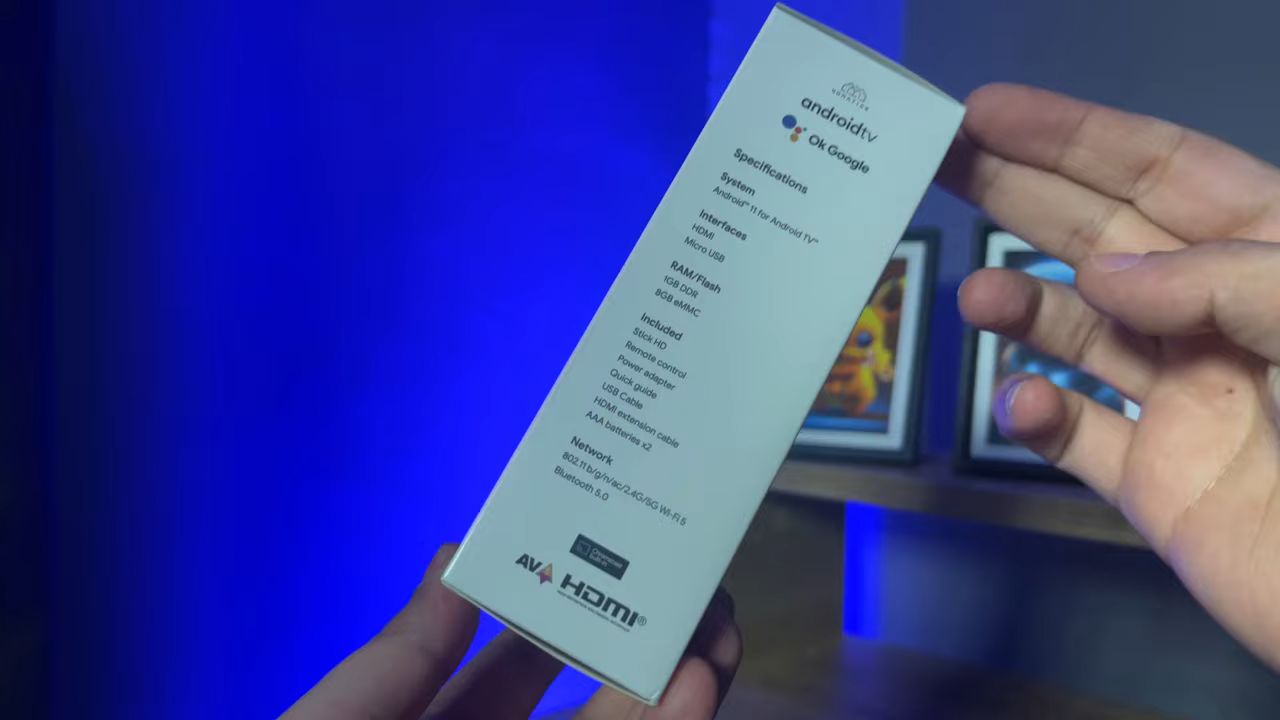 HOMATICS
androidtv
Ok Google
Specifications
System
Android™ 11 for Android TV™
Interfaces
HDMI
Micro USB
RAM/Flash
1GB DDR
8GB eMMC
Included
Stick HD
Remote control
Power adapter
Quick guide
USB Cable
HDMI extension cable
AAA batteries x2
Network
802.11 b/g/n/ac/2.4G/5G Wi-Fi 5
Bluetooth 5.0
Chromecast
built-in
AV
HDMI®